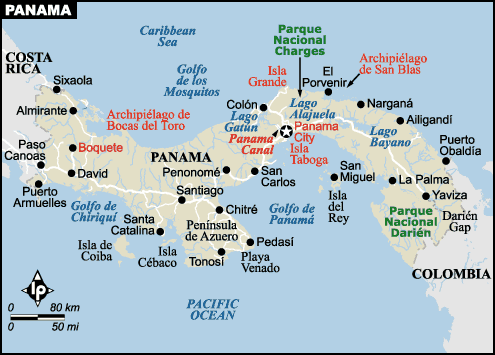 PANAMA
Caribbean
Sea
Parque
Nacional
Charges
COSTA
RICA
Golfo
de los
Mosquitos
Isla
Grande
El
Porvenir
Archipiélago
de San Blas
Sixaola
Almirante
Archipiélago de
Bocas del Toro
Colón
Lago
Gatún
Lago
Alajuela
Narganá
Ailigandí
Panama
Canal
Panama
City
Isla
Taboga
Lago
Bayano
Puerto
Obaldía
Paso
Canoas
Boquete
PANAMA
David
Penonomé
San
Carlos
San
Miguel
La Palma
Puerto
Armuelles
Golfo de
Chiriquí
Santiago
Chitré
Golfo de
Panamá
Isla
del
Rey
Yaviza
Parque
Nacional
Darién
Darién
Gap
Santa
Catalina
Península
de Azuero
Isla de
Coiba
Isla
Cébaco
Pedasí
Tonosí
Playa
Venado
COLOMBIA
lp
0 80 km
0 50 mi
PACIFIC
OCEAN